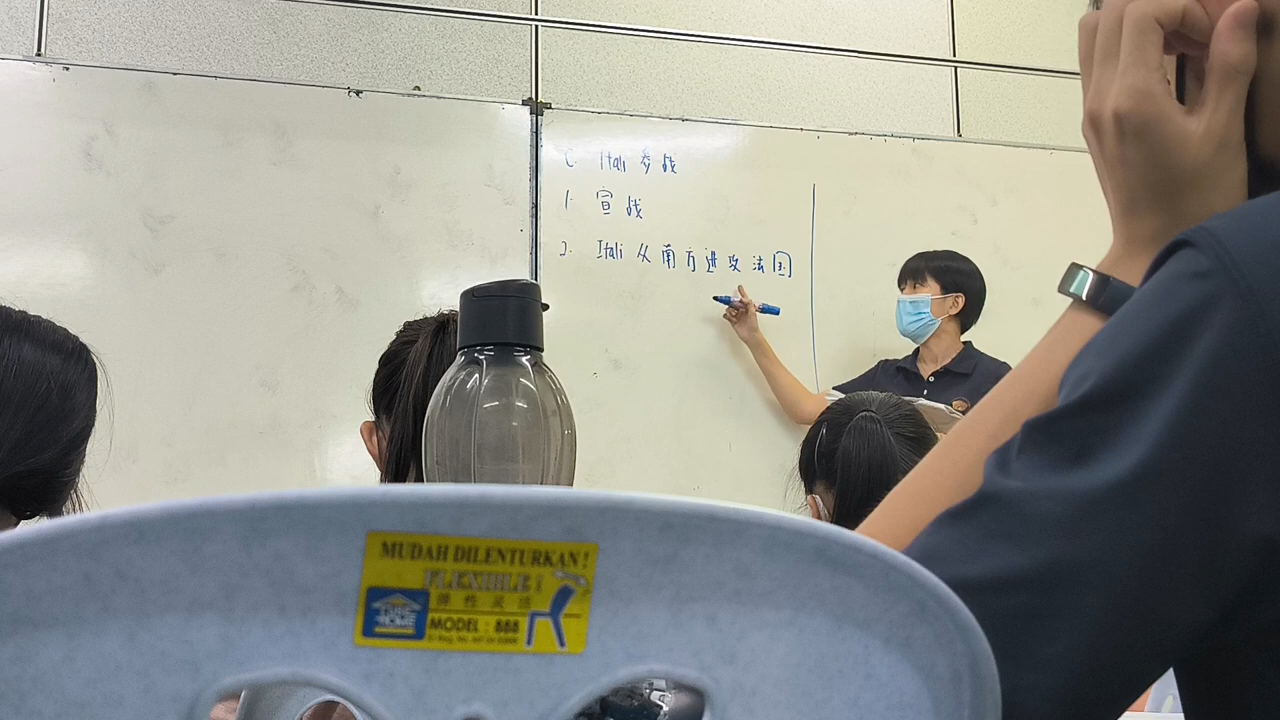 C. Itali 参战
1. 宣战
2. Itali 从南方进攻法国
MUDAH DILENTURKAN!
FLEXIBLE!
弹性灵活
HOME
MODEL : 888